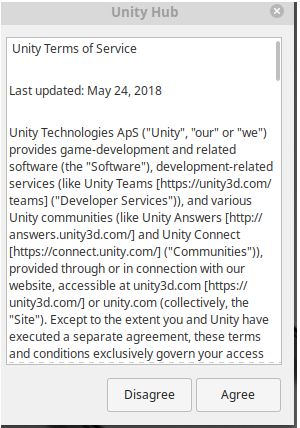 Unity Hub
Unity Terms of Service
Last updated: May 24, 2018
Unity Technologies ApS ("Unity", "our" or "we")
provides game-development and related
software (the "Software"), development-related
services (like Unity Teams [https://unity3d.com/
teams] ("Developer Services")), and various
Unity communities (like Unity Answers [http://
answers.unity3d.com/] and Unity Connect
[https://connect.unity.com/] ("Communities")),
provided through or in connection with our
website, accessible at unity3d.com [https://
unity3d.com/] or unity.com (collectively, the
"Site"). Except to the extent you and Unity have
executed a separate agreement, these terms
and conditions exclusively govern your access
Disagree
Agree